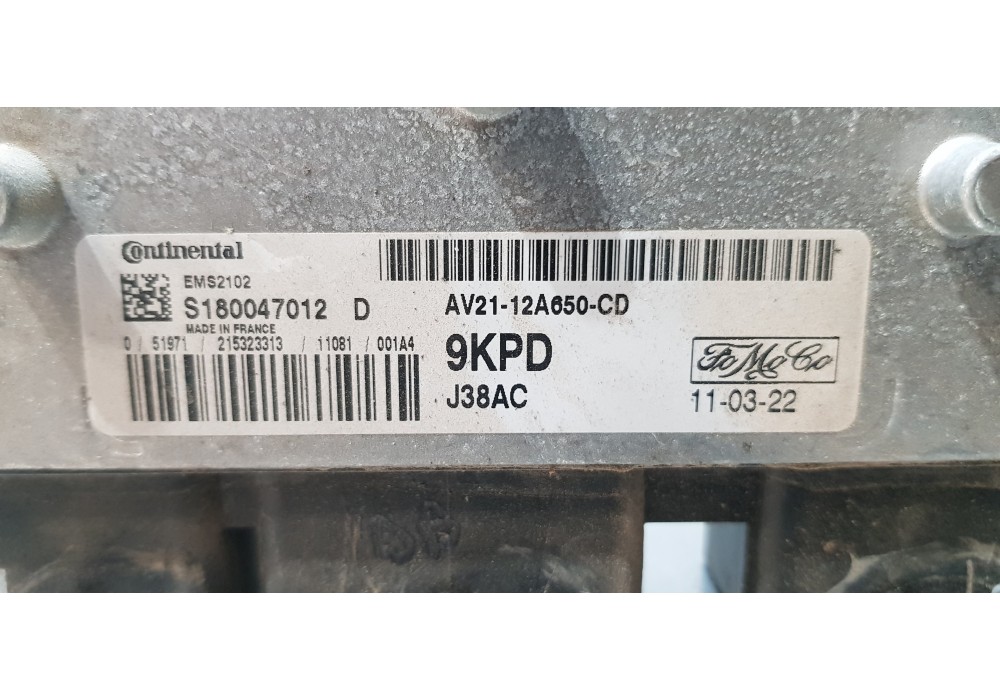 Continental
EMS2102
S180047012 D
MADE IN FRANCE
0 / 51971 / 215323313 / 11081 / 001A4
AV21-12A650-CD
9KPD
J38AC
FoMoCo
11-03-22